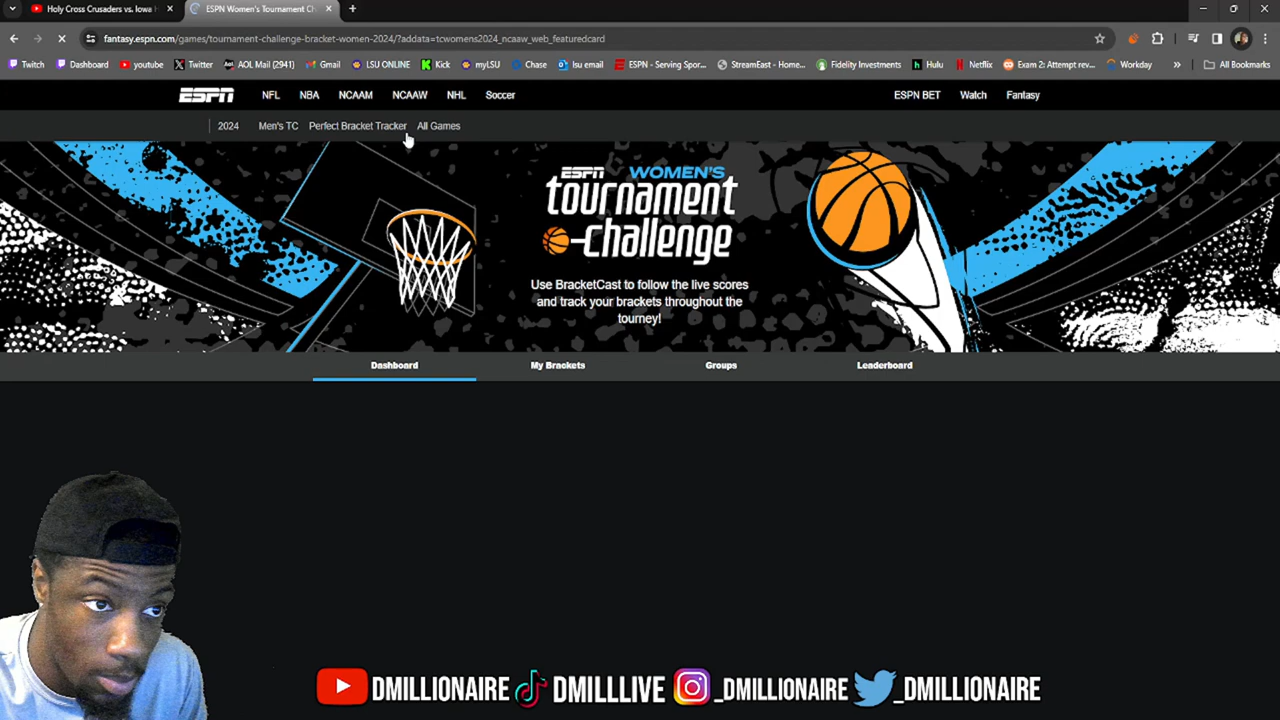 Holy Cross Crusaders vs. Iowa
ESPN Women's Tournament Ch
fantasy.espn.com/games/tournament-challenge-bracket-women-2024/?addata=tcwomens2024_ncaaw_web_featuredcard
Twitch Dashboard youtube Twitter AOL Mail (2941) Gmail LSU ONLINE Kick myLSU Chase lsu email ESPN - Serving Spor... StreamEast - Home... Fidelity Investments Hulu Netflix Exam 2: Attempt rev... Workday » All Bookmarks
ESPN NFL NBA NCAAM NCAAW NHL Soccer ESPN BET Watch Fantasy
2024 Men's TC Perfect Bracket Tracker All Games
ESPN WOMEN'S
tournament
challenge
Use BracketCast to follow the live scores
and track your brackets throughout the
tourney!
Dashboard My Brackets Groups Leaderboard
DMILLIONAIRE DMILLLIVE _DMILLIONAIRE _DMILLIONAIRE